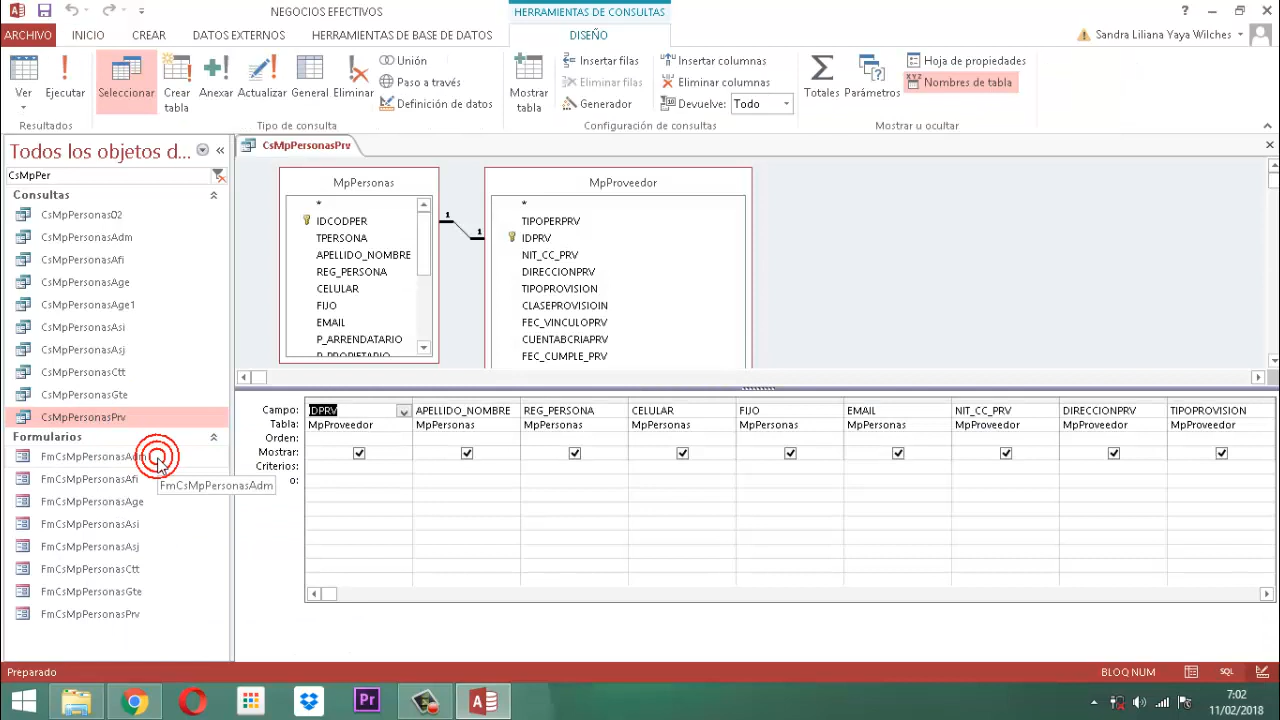 NEGOCIOS EFECTIVOS
HERRAMIENTAS DE CONSULTAS
?
ARCHIVO INICIO CREAR DATOS EXTERNOS HERRAMIENTAS DE BASE DE DATOS DISEÑO
Sandra Liliana Yaya Wilches
Ver
Ejecutar
Resultados
Seleccionar
Crear tabla
Anexar
Actualizar
General
Eliminar
Unión
Paso a través
Definición de datos
Tipo de consulta
Mostrar tabla
Insertar filas
Eliminar filas
Generador
Insertar columnas
Eliminar columnas
Devuelve: Todo
Configuración de consultas
Totales
Parámetros
Hoja de propiedades
XYZ Nombres de tabla
Mostrar u ocultar
Todos los objetos d... «
CsMpPer
Consultas
CsMpPersonas02
CsMpPersonasAdm
CsMpPersonasAfi
CsMpPersonasAge
CsMpPersonasAge1
CsMpPersonasAsi
CsMpPersonasAsj
CsMpPersonasCtt
CsMpPersonasGte
CsMpPersonasPrv
Formularios
FmCsMpPersonasAdm
FmCsMpPersonasAfi
FmCsMpPersonasAge
FmCsMpPersonasAsi
FmCsMpPersonasAsj
FmCsMpPersonasCtt
FmCsMpPersonasGte
FmCsMpPersonasPrv
FmCsMpPersonasAdm
CsMpPersonasPrv
MpPersonas
*
IDCODPER
TPERSONA
APELLIDO_NOMBRE
REG_PERSONA
CELULAR
FIJO
EMAIL
P_ARRENDATARIO
P_PROPIETARIO
1
1
MpProveedor
*
TIPOPERPRV
IDPRV
NIT_CC_PRV
DIRECCIONPRV
TIPOPROVISION
CLASEPROVISIOIN
FEC_VINCULOPRV
CUENTABCRIAPRV
FEC_CUMPLE_PRV
Campo: IDPRV APELLIDO_NOMBRE REG_PERSONA CELULAR FIJO EMAIL NIT_CC_PRV DIRECCIONPRV TIPOPROVISION
Tabla: MpProveedor MpPersonas MpPersonas MpPersonas MpPersonas MpPersonas MpProveedor MpProveedor MpProveedor
Orden:
Mostrar:
Criterios:
o:
Preparado
BLOQ NUM
SQL
Pr
7:02
11/02/2018